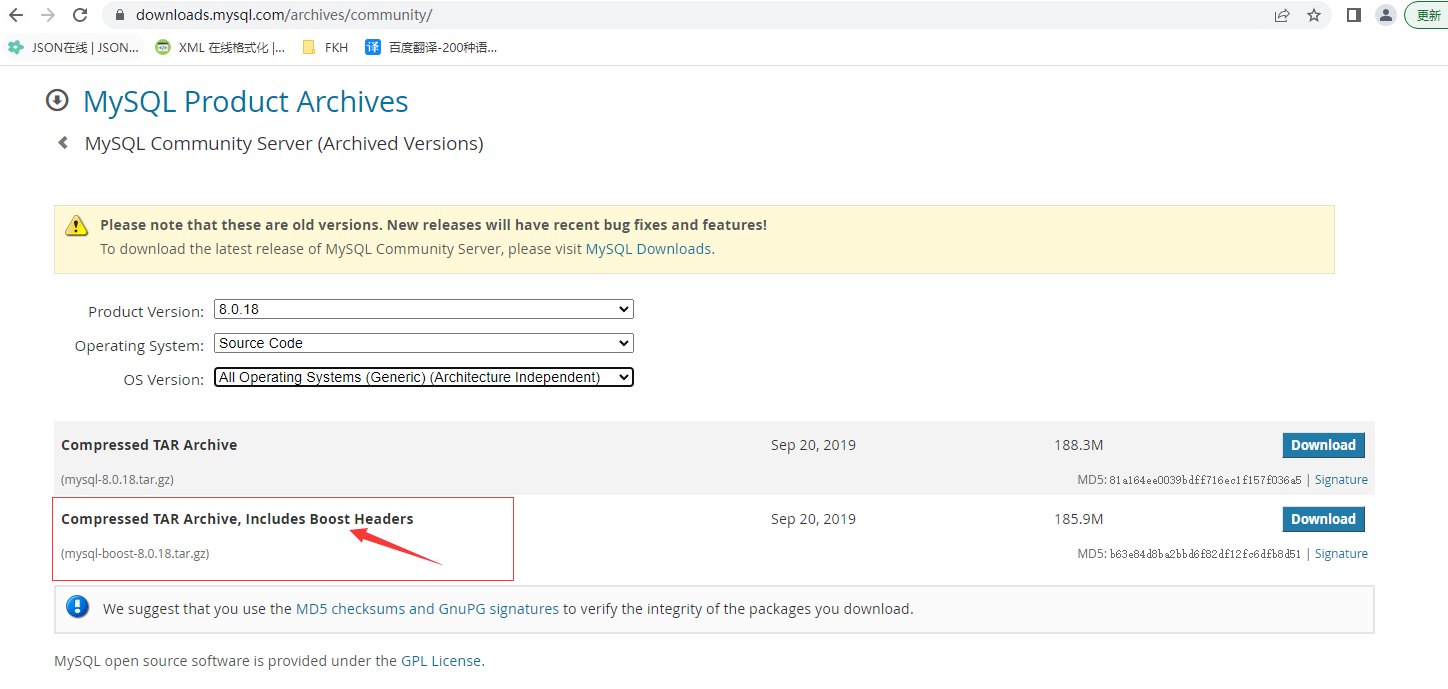 downloads.mysql.com/archives/community/
更新
JSON在线 | JSON... XML 在线格式化 |... FKH 译 百度翻译-200种语...
MySQL Product Archives
MySQL Community Server (Archived Versions)
Please note that these are old versions. New releases will have recent bug fixes and features!
To download the latest release of MySQL Community Server, please visit MySQL Downloads.
Product Version: 8.0.18
Operating System: Source Code
OS Version: All Operating Systems (Generic) (Architecture Independent)
Compressed TAR Archive Sep 20, 2019 188.3M Download
(mysql-8.0.18.tar.gz) MD5: 81a164ee0039bdff716ec1f157f036a5 | Signature
Compressed TAR Archive, Includes Boost Headers Sep 20, 2019 185.9M Download
(mysql-boost-8.0.18.tar.gz) MD5: b63e84d8ba2bbd6f82df12fc6dfb8d51 | Signature
We suggest that you use the MD5 checksums and GnuPG signatures to verify the integrity of the packages you download.
MySQL open source software is provided under the GPL License.